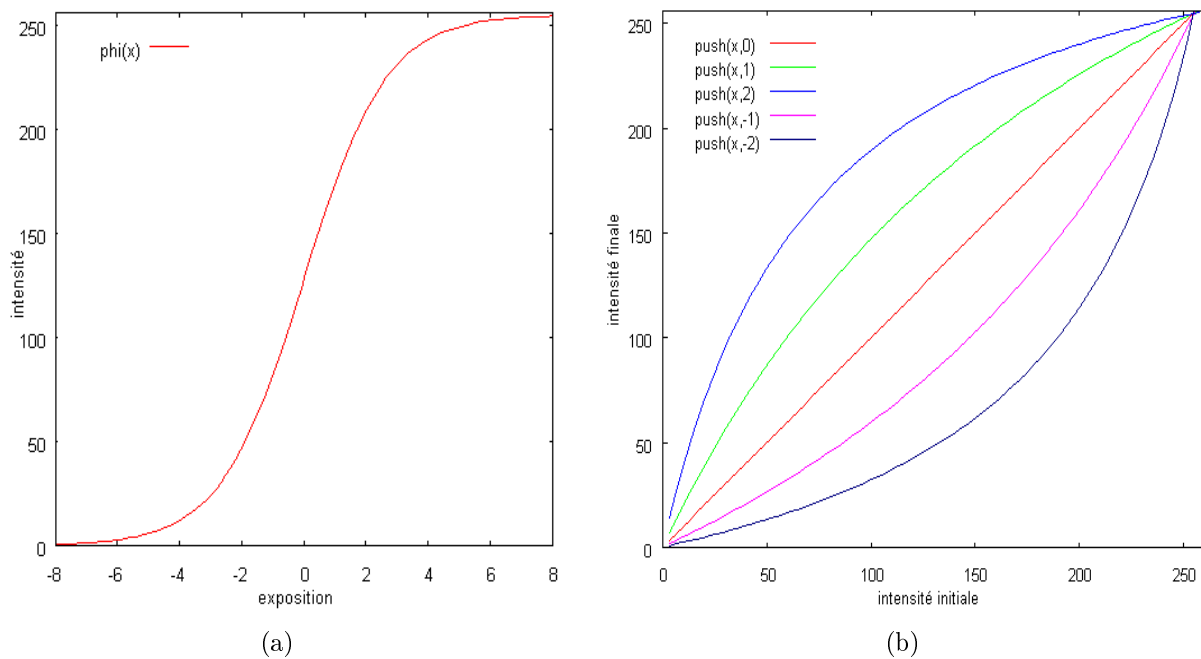 250
200
150
100
50
0
intensité
phi(x)
-8 -6 -4 -2 0 2 4 6 8
exposition
(a)
250
200
150
100
50
0
intensité finale
push(x,0)
push(x,1)
push(x,2)
push(x,-1)
push(x,-2)
0 50 100 150 200 250
intensité initiale
(b)